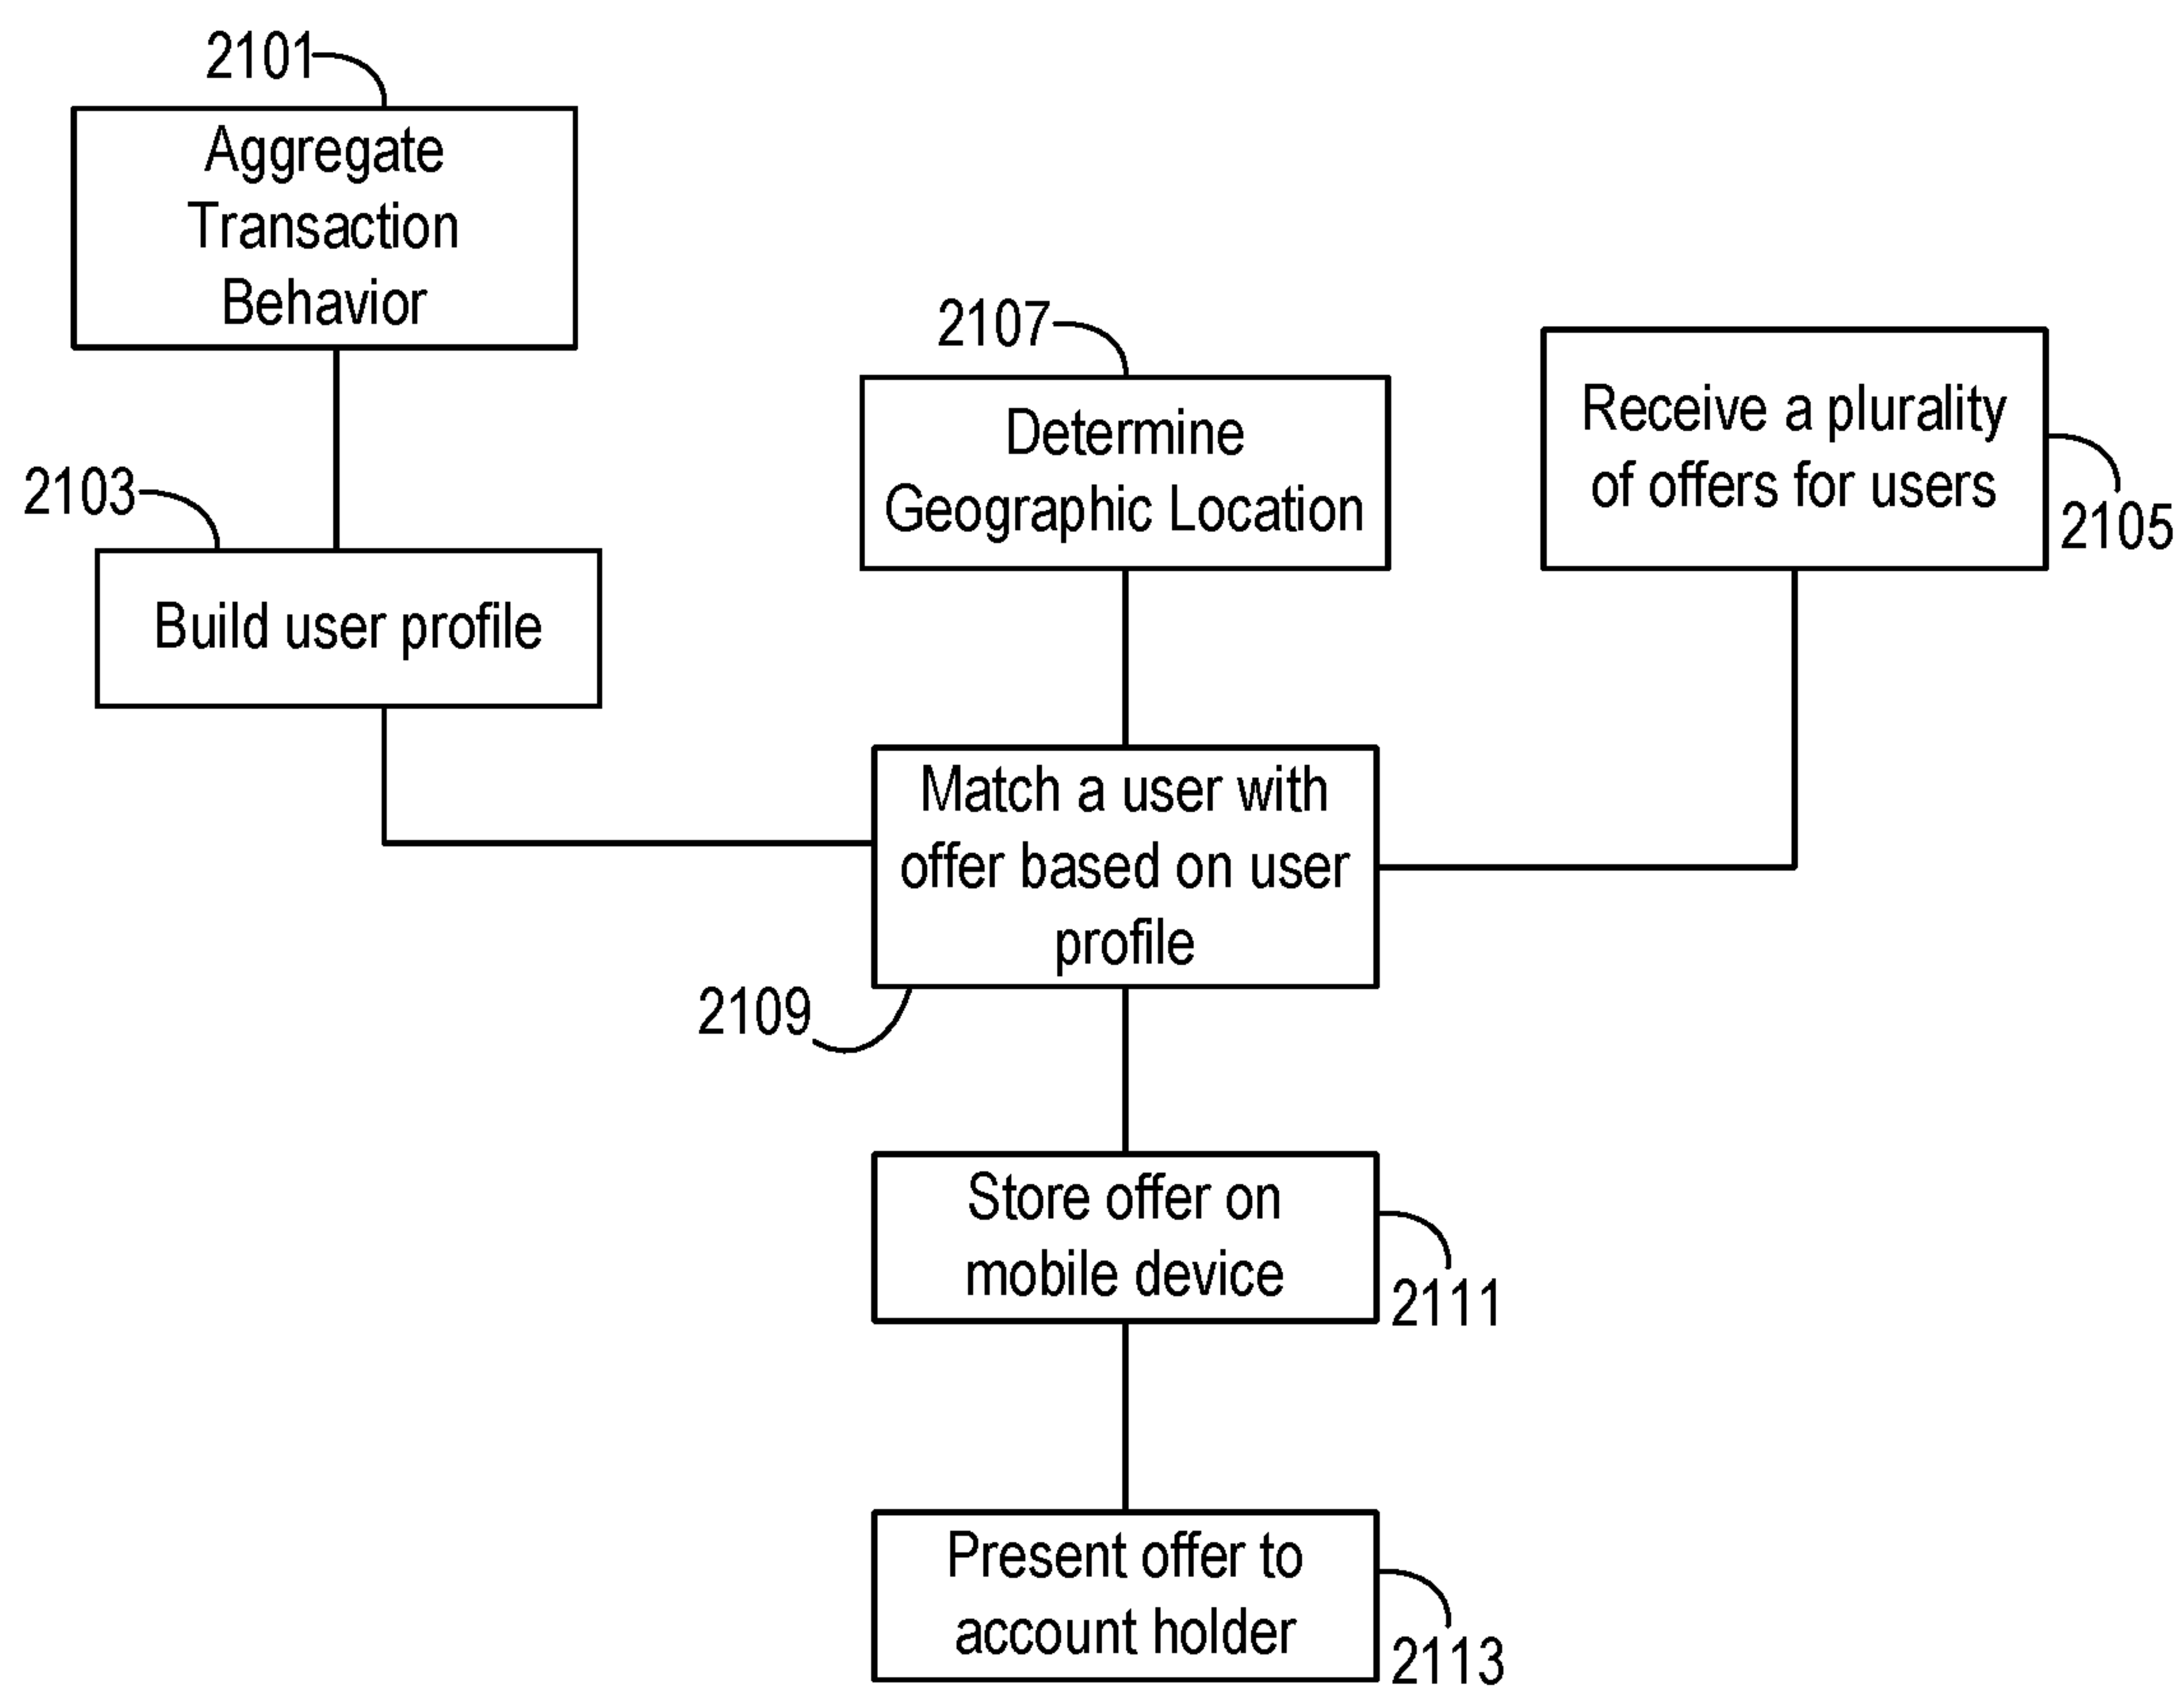 2101
Aggregate
Transaction
Behavior
2103
Build user profile
2107
Determine
Geographic Location
Receive a plurality
of offers for users
2105
Match a user with
offer based on user
profile
2109
Store offer on
mobile device
2111
Present offer to
account holder
2113